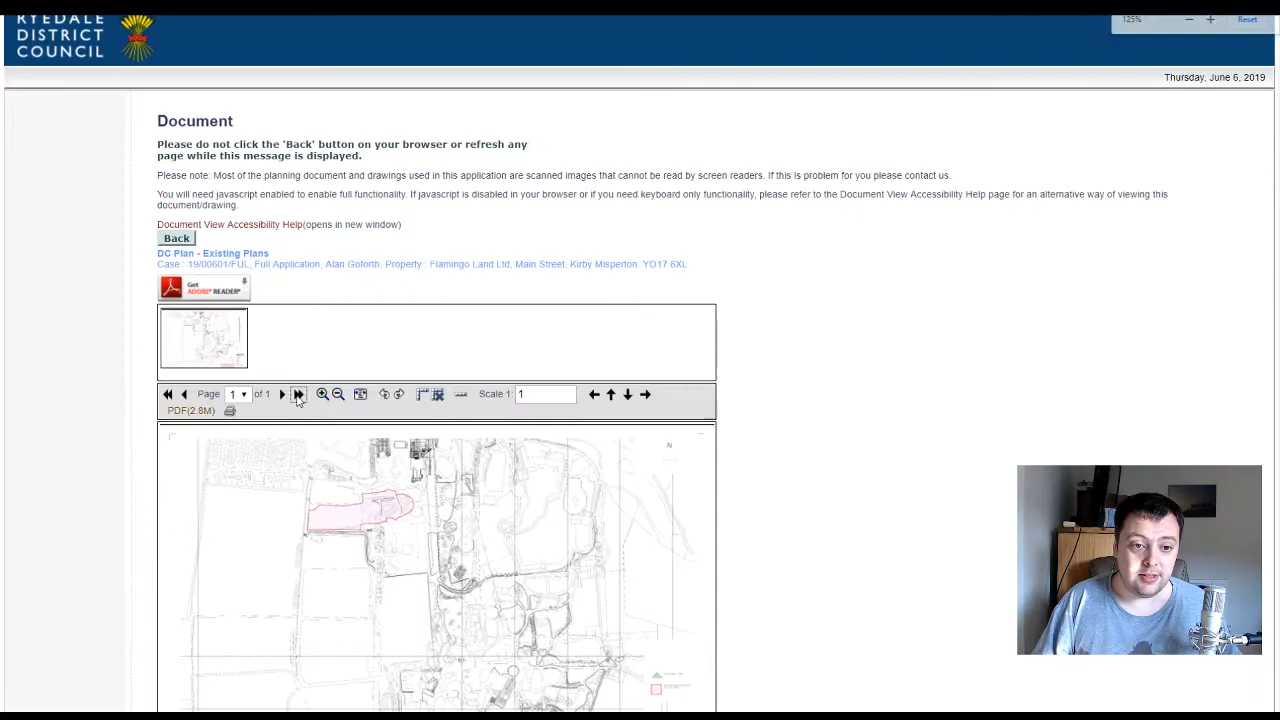 RYEDALE
DISTRICT
COUNCIL
125%
Reset
Thursday, June 6, 2019
Document
Please do not click the 'Back' button on your browser or refresh any
page while this message is displayed.
Please note: Most of the planning document and drawings used in this application are scanned images that cannot be read by screen readers. If this is problem for you please contact us.
You will need javascript enabled to enable full functionality. If javascript is disabled in your browser or if you need keyboard only functionality, please refer to the Document View Accessibility Help page for an alternative way of viewing this
document/drawing.
Document View Accessibility Help(opens in new window)
Back
DC Plan - Existing Plans
Case : 19/00601/FUL, Full Application, Alan Goforth, Property : Flamingo Land Ltd, Main Street, Kirby Misperton. YO17 6XL
Get
ADOBE® READER®
Page 1 of 1 Scale 1: 1
PDF(2.8M)
N